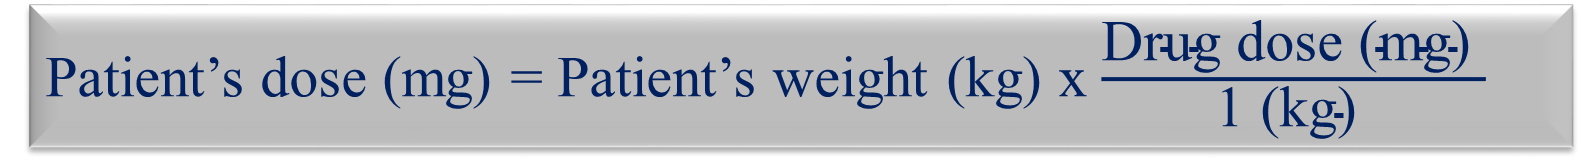 Patient’s dose (mg) = Patient’s weight (kg) x Drug dose (mg)
1 (kg)